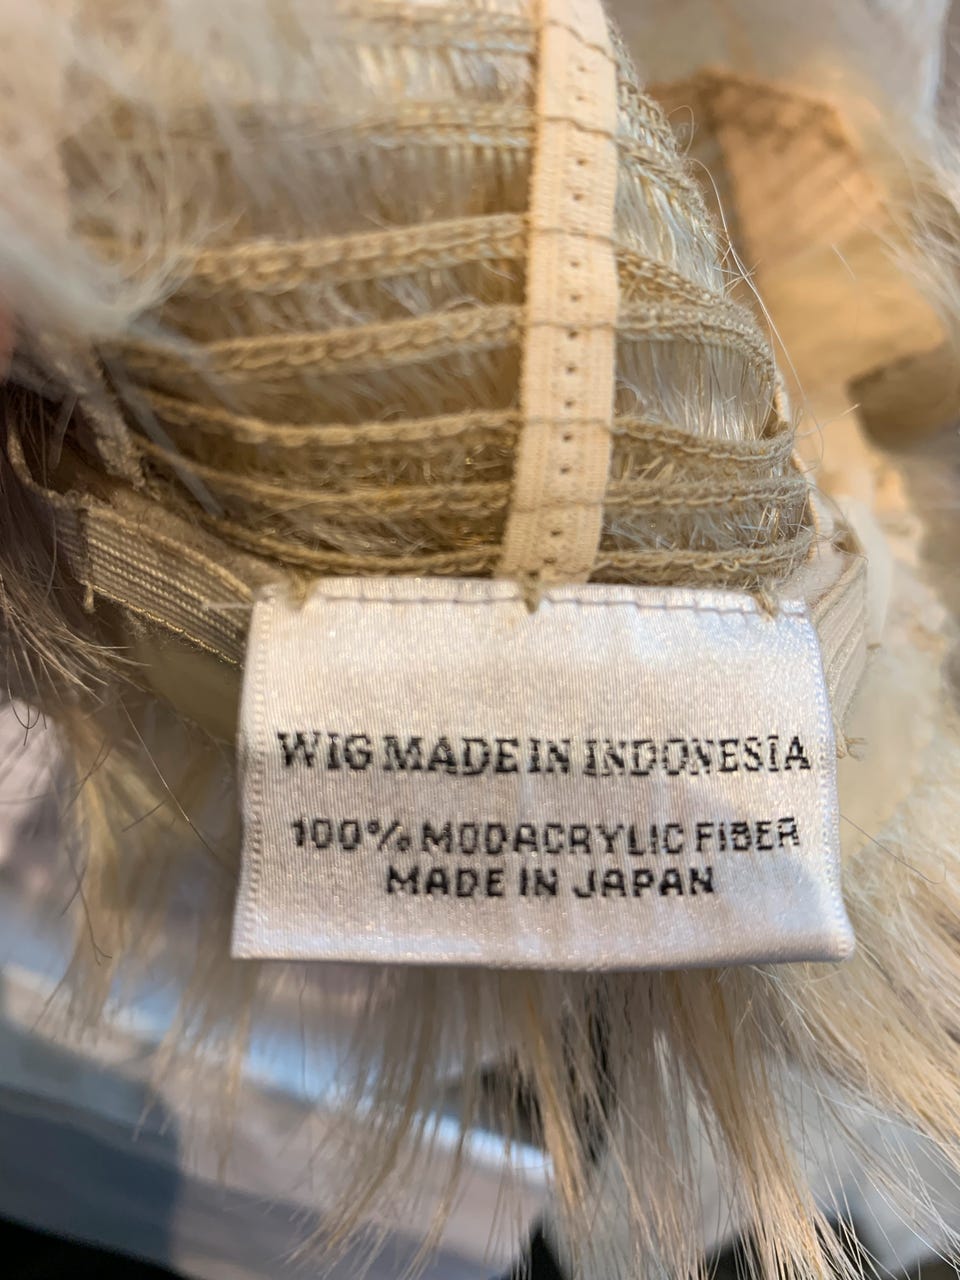 WIG MADE IN INDONESIA
100% MODACRYLIC FIBER
MADE IN JAPAN